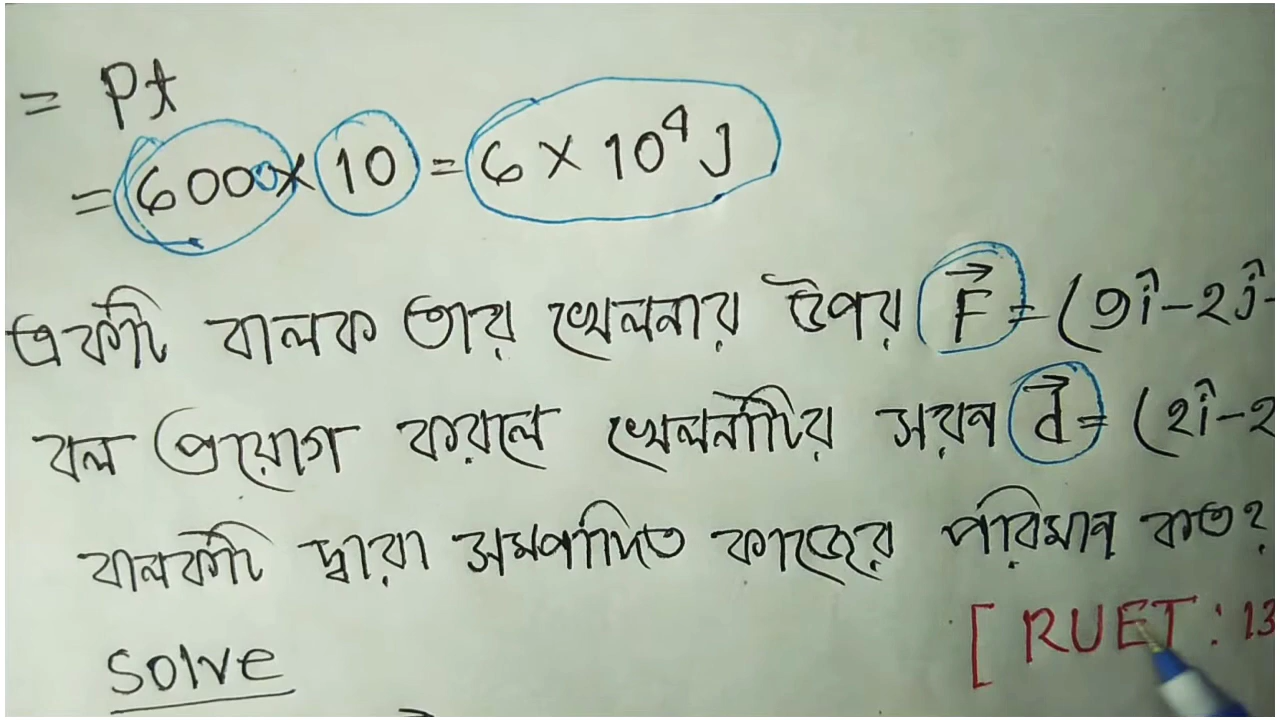 = Pt
= 6000 × 10 = 6 × 10⁴ J
একটি বালক তার খেলনার উপর F⃗ = (9î - 2ĵ -
বল প্রয়োগ করলে খেলনাটির সরণ d⃗ = (2î - 2
বালকটি দ্বারা সম্পাদিত কাজের পরিমান কত?
[ RUET : 13
Solve